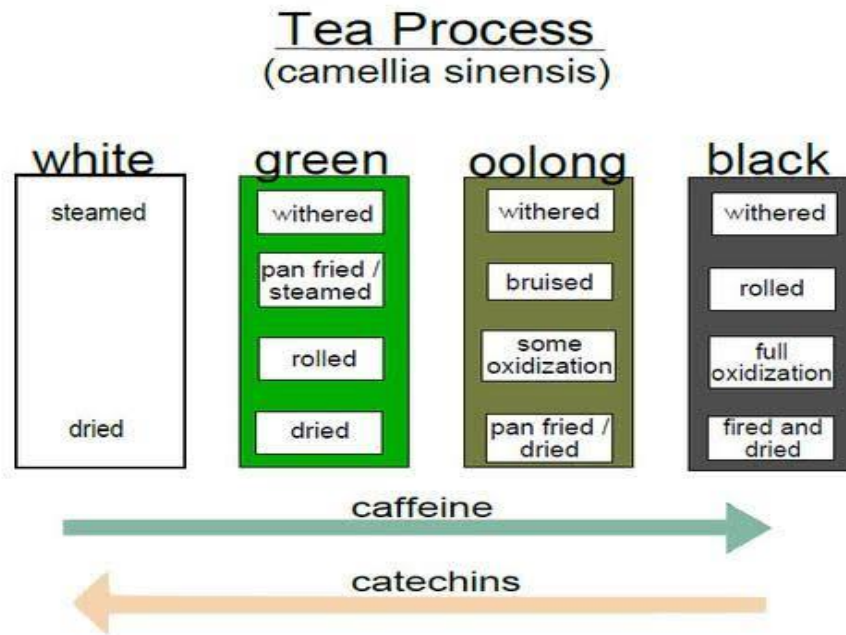 Tea Process
(camellia sinensis)
white
steamed
dried
green
withered
pan fried /
steamed
rolled
dried
oolong
withered
bruised
some
oxidization
pan fried /
dried
black
withered
rolled
full
oxidization
fired and
dried
caffeine
catechins